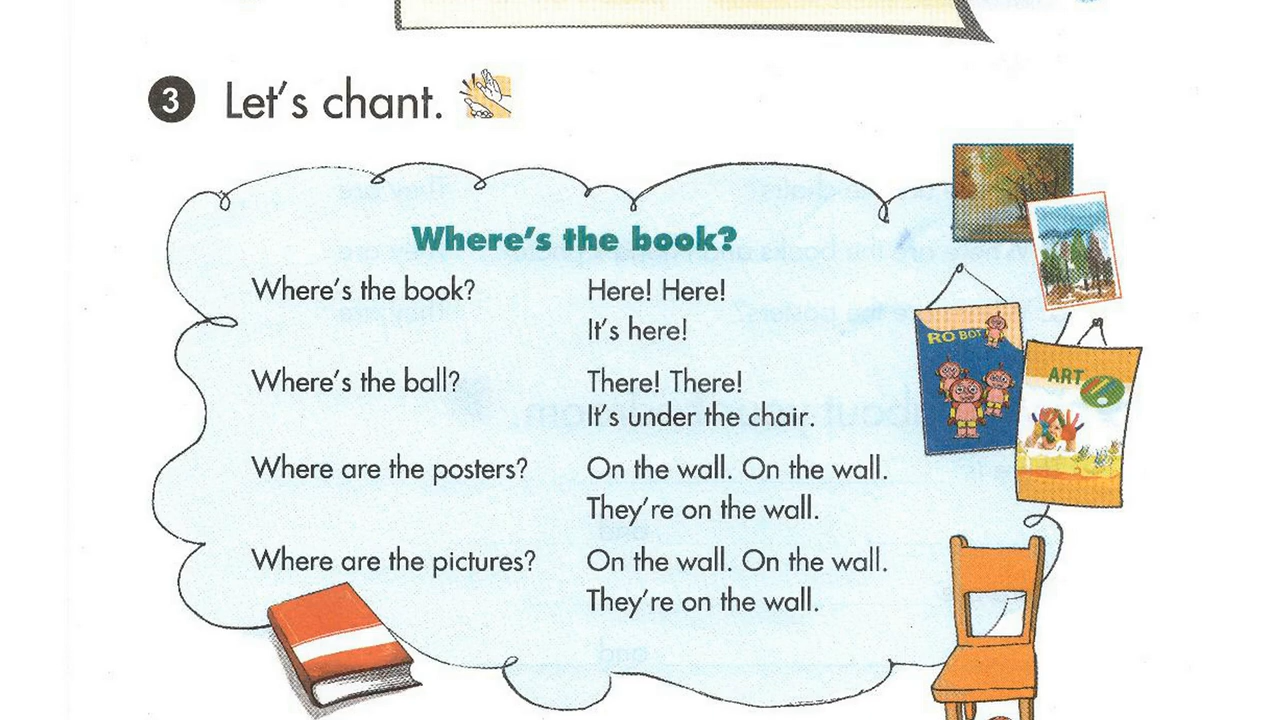 3 Let's chant.
Where's the book?
Where's the book? Here! Here!
It's here!
Where's the ball? There! There!
It's under the chair.
Where are the posters? On the wall. On the wall.
They're on the wall.
Where are the pictures? On the wall. On the wall.
They're on the wall.
ROBOT
ART